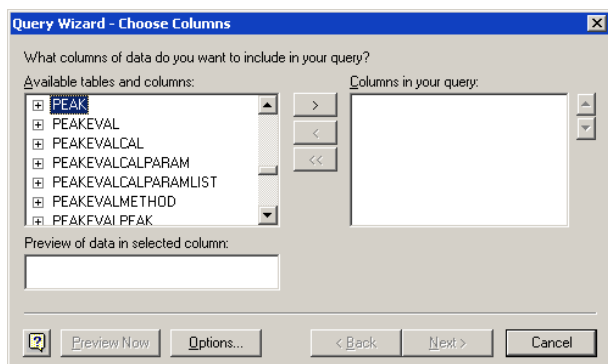 Query Wizard - Choose Columns
What columns of data do you want to include in your query?
Available tables and columns:
Columns in your query:
PEAK
PEAKEVAL
PEAKEVALCAL
PEAKEVALCALPARAM
PEAKEVALCALPARAMLIST
PEAKEVALMETHOD
PEAKEVALPEAK
>
<
<<
Preview of data in selected column:
Preview Now
Options...
< Back
Next >
Cancel